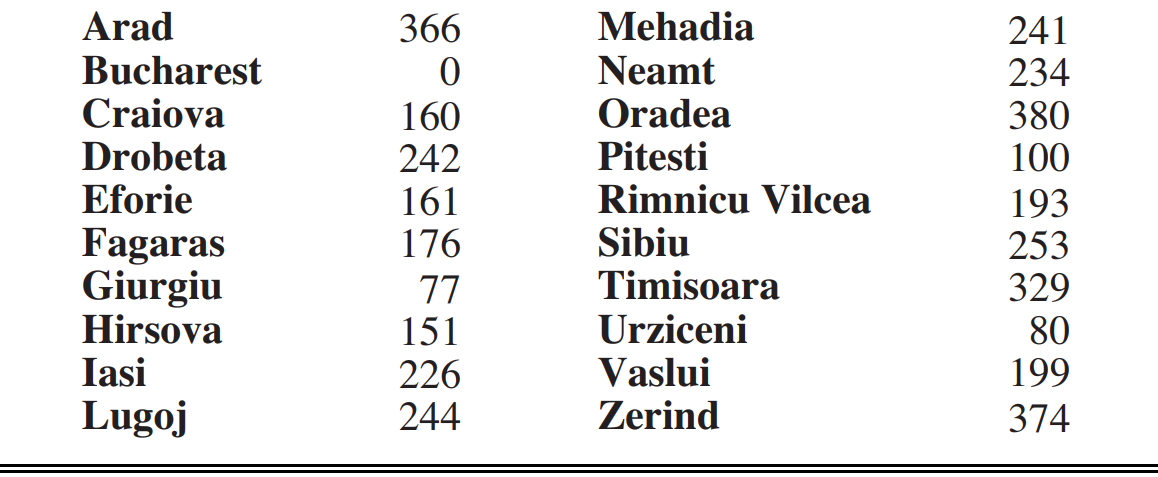 Arad 366 Mehadia 241
Bucharest 0 Neamt 234
Craiova 160 Oradea 380
Drobeta 242 Pitesti 100
Eforie 161 Rimnicu Vilcea 193
Fagaras 176 Sibiu 253
Giurgiu 77 Timisoara 329
Hirsova 151 Urziceni 80
Iasi 226 Vaslui 199
Lugoj 244 Zerind 374